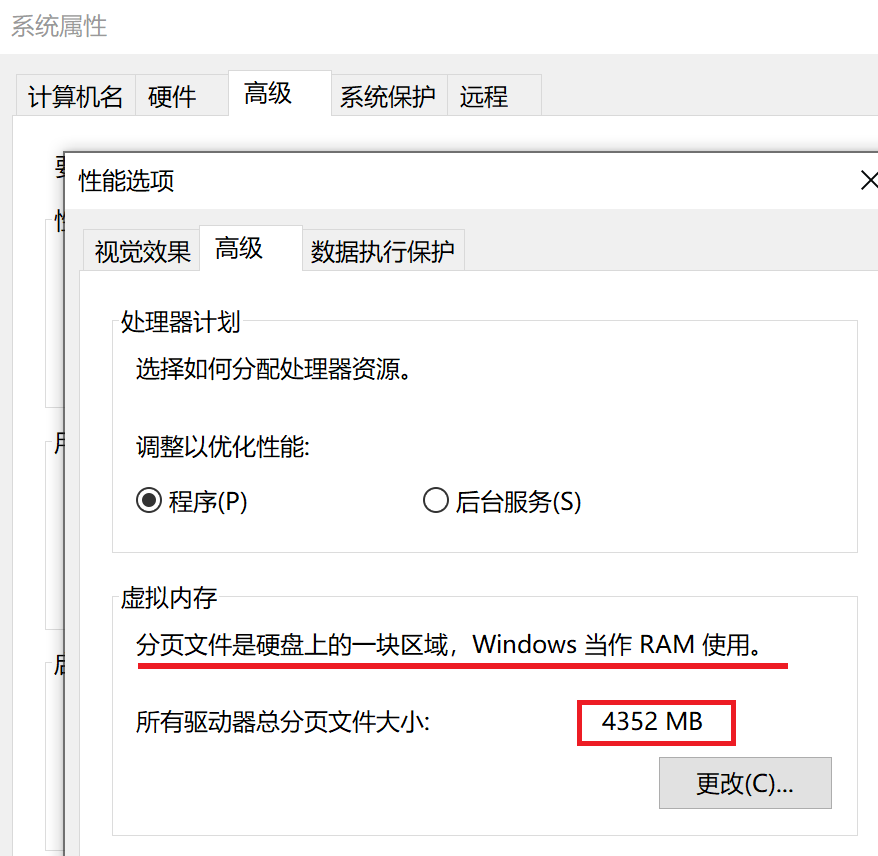 系统属性
计算机名 硬件 高级 系统保护 远程
性能选项
视觉效果 高级 数据执行保护
处理器计划
选择如何分配处理器资源。
调整以优化性能:
程序(P) 后台服务(S)
虚拟内存
分页文件是硬盘上的一块区域，Windows 当作 RAM 使用。
所有驱动器总分页文件大小: 4352 MB
更改(C)...